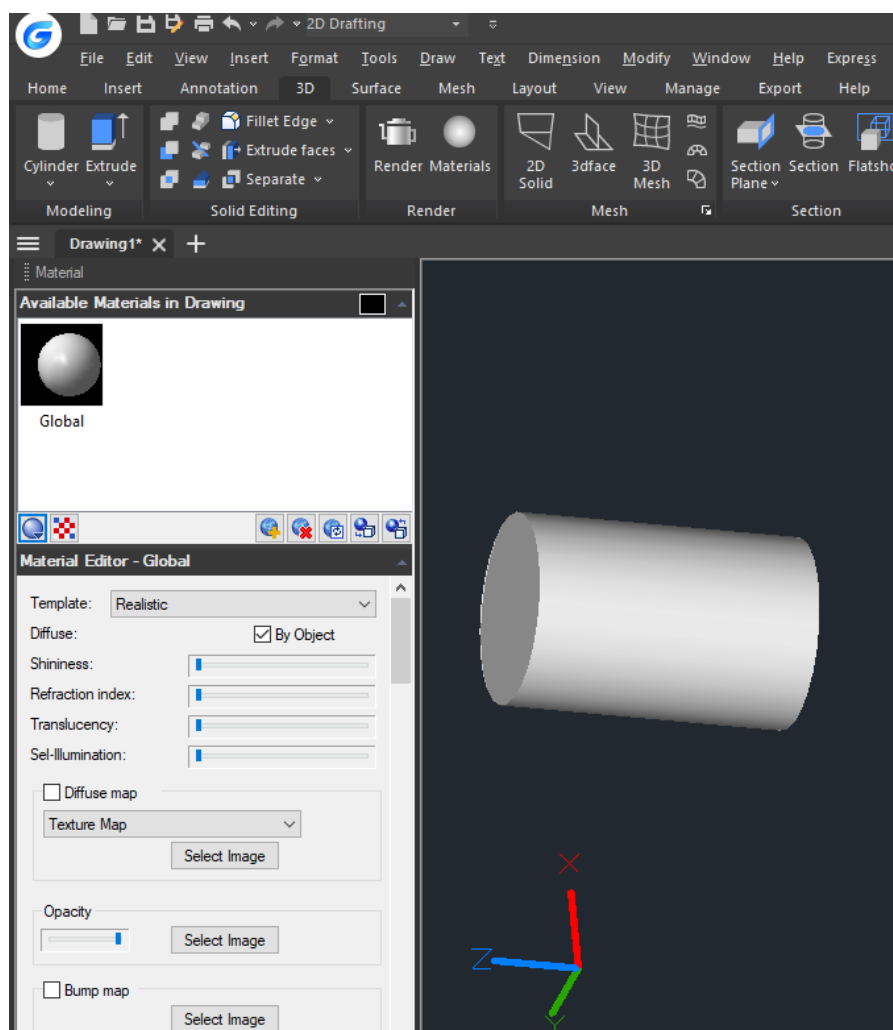 2D Drafting
File Edit View Insert Format Tools Draw Text Dimension Modify Window Help Express
Home Insert Annotation 3D Surface Mesh Layout View Manage Export Help
Cylinder Extrude
Fillet Edge
Extrude faces
Separate
Render Materials
2D Solid 3dface 3D Mesh
Section Plane Section
Modeling Solid Editing Render Mesh Section
Drawing1*
Material
Available Materials in Drawing
Global
Material Editor - Global
Template: Realistic
Diffuse: By Object
Shininess:
Refraction index:
Translucency:
Sel-Illumination:
Diffuse map
Texture Map
Select Image
Opacity
Select Image
Bump map
Select Image
X
Z
Y